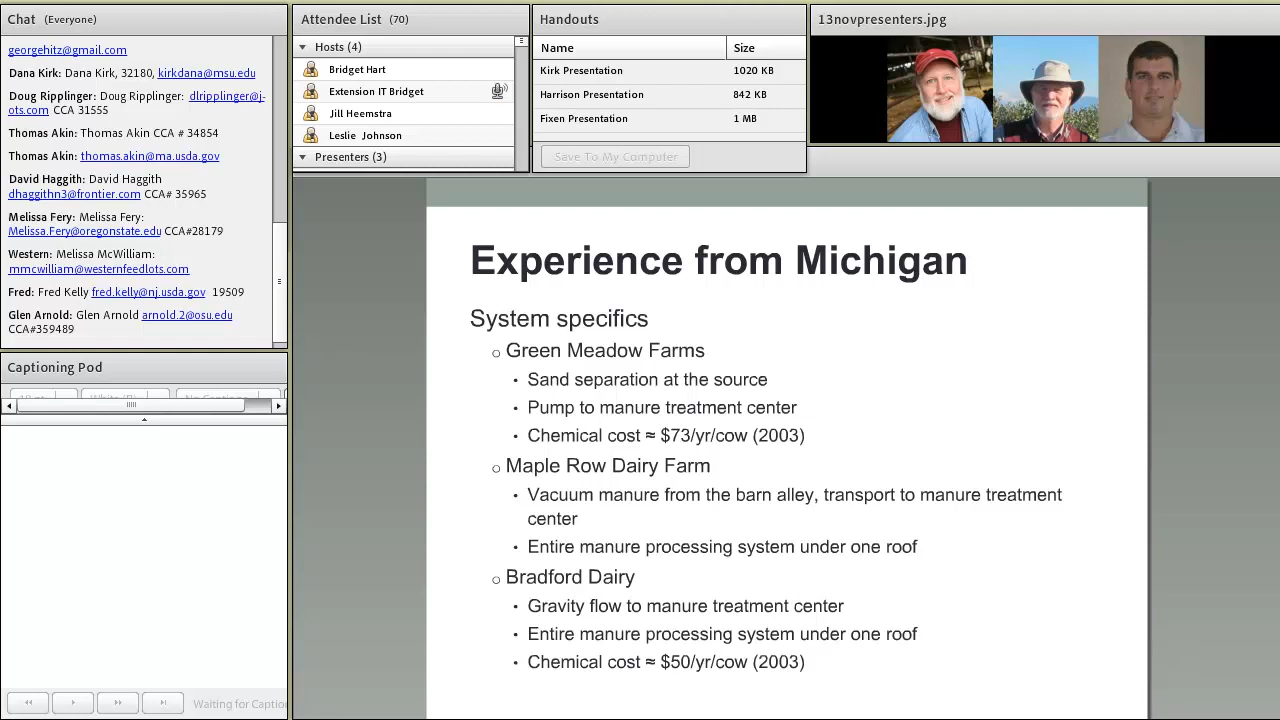 Chat (Everyone)
georgehitz@gmail.com
Dana Kirk: Dana Kirk, 32180, kirkdana@msu.edu
Doug Ripplinger: Doug Ripplinger: dlripplinger@j-
ots.com CCA 31555
Thomas Akin: Thomas Akin CCA # 34854
Thomas Akin: thomas.akin@ma.usda.gov
David Haggith: David Haggith
dhaggithn3@frontier.com CCA# 35965
Melissa Fery: Melissa Fery:
Melissa.Fery@oregonstate.edu CCA#28179
Western: Melissa McWilliam:
mmcwilliam@westernfeedlots.com
Fred: Fred Kelly fred.kelly@nj.usda.gov 19509
Glen Arnold: Glen Arnold arnold.2@osu.edu
CCA#359489
Captioning Pod
Waiting for Captio
Attendee List (70)
Hosts (4)
Bridget Hart
Extension IT Bridget
Jill Heemstra
Leslie Johnson
Presenters (3)
Handouts
Name Size
Kirk Presentation 1020 KB
Harrison Presentation 842 KB
Fixen Presentation 1 MB
Save To My Computer
13novpresenters.jpg
Experience from Michigan
System specifics
Green Meadow Farms
Sand separation at the source
Pump to manure treatment center
Chemical cost ≈ $73/yr/cow (2003)
Maple Row Dairy Farm
Vacuum manure from the barn alley, transport to manure treatment
center
Entire manure processing system under one roof
Bradford Dairy
Gravity flow to manure treatment center
Entire manure processing system under one roof
Chemical cost ≈ $50/yr/cow (2003)